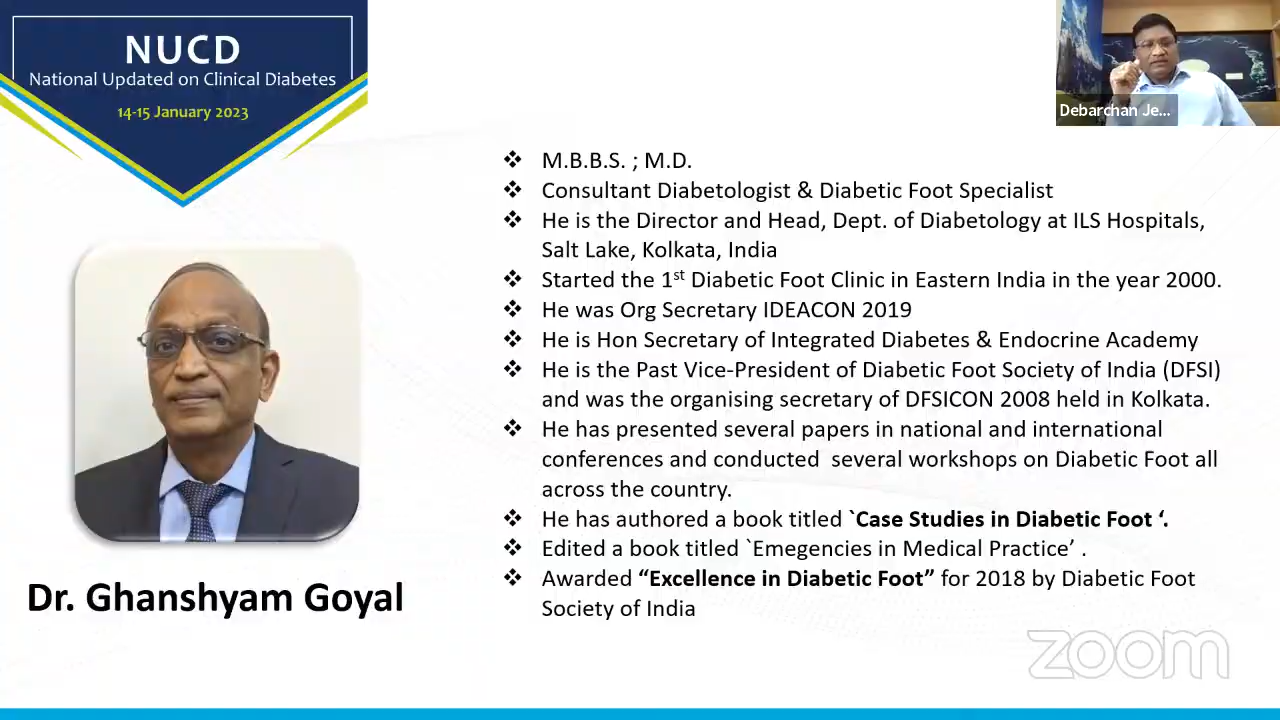 NUCD
National Updated on Clinical Diabetes
14-15 January 2023
Debarchan Je...
❖ M.B.B.S. ; M.D.
❖ Consultant Diabetologist & Diabetic Foot Specialist
❖ He is the Director and Head, Dept. of Diabetology at ILS Hospitals,
Salt Lake, Kolkata, India
❖ Started the 1st Diabetic Foot Clinic in Eastern India in the year 2000.
❖ He was Org Secretary IDEACON 2019
❖ He is Hon Secretary of Integrated Diabetes & Endocrine Academy
❖ He is the Past Vice-President of Diabetic Foot Society of India (DFSI)
and was the organising secretary of DFSICON 2008 held in Kolkata.
❖ He has presented several papers in national and international
conferences and conducted  several workshops on Diabetic Foot all
across the country.
❖ He has authored a book titled `Case Studies in Diabetic Foot ‘.
❖ Edited a book titled `Emegencies in Medical Practice’ .
❖ Awarded “Excellence in Diabetic Foot” for 2018 by Diabetic Foot
Society of India
Dr. Ghanshyam Goyal
zoom